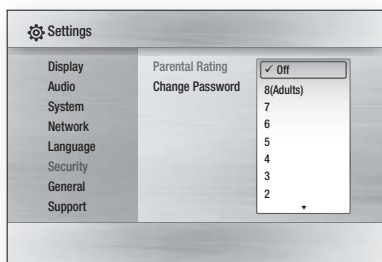 Settings
Display
Audio
System
Network
Language
Security
General
Support
Parental Rating
Change Password
✓ Off
8(Adults)
7
6
5
4
3
2